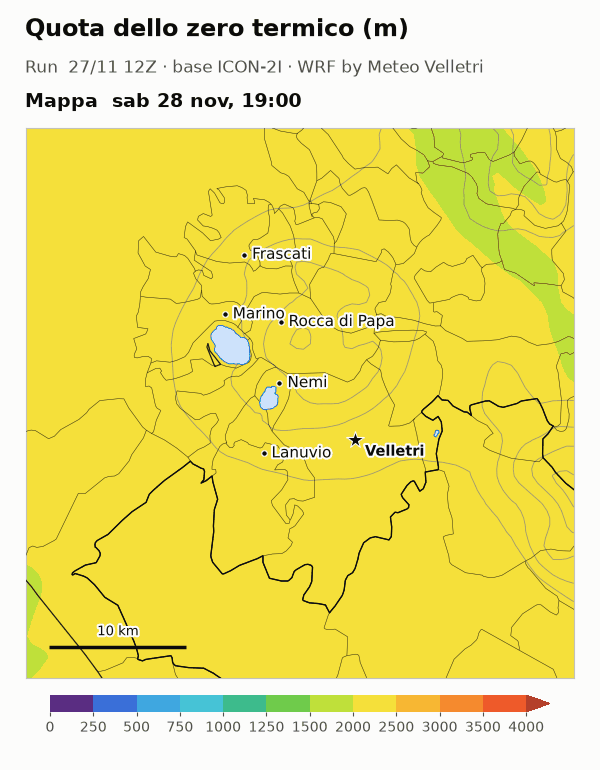 Quota dello zero termico (m)
Run  27/11 12Z · base ICON-2I · WRF by Meteo Velletri
Mappa  sab 28 nov, 19:00
Frascati
Marino
Rocca di Papa
Nemi
Velletri
Lanuvio
10 km
0 250 500 750 1000 1250 1500 2000 2500 3000 3500 4000